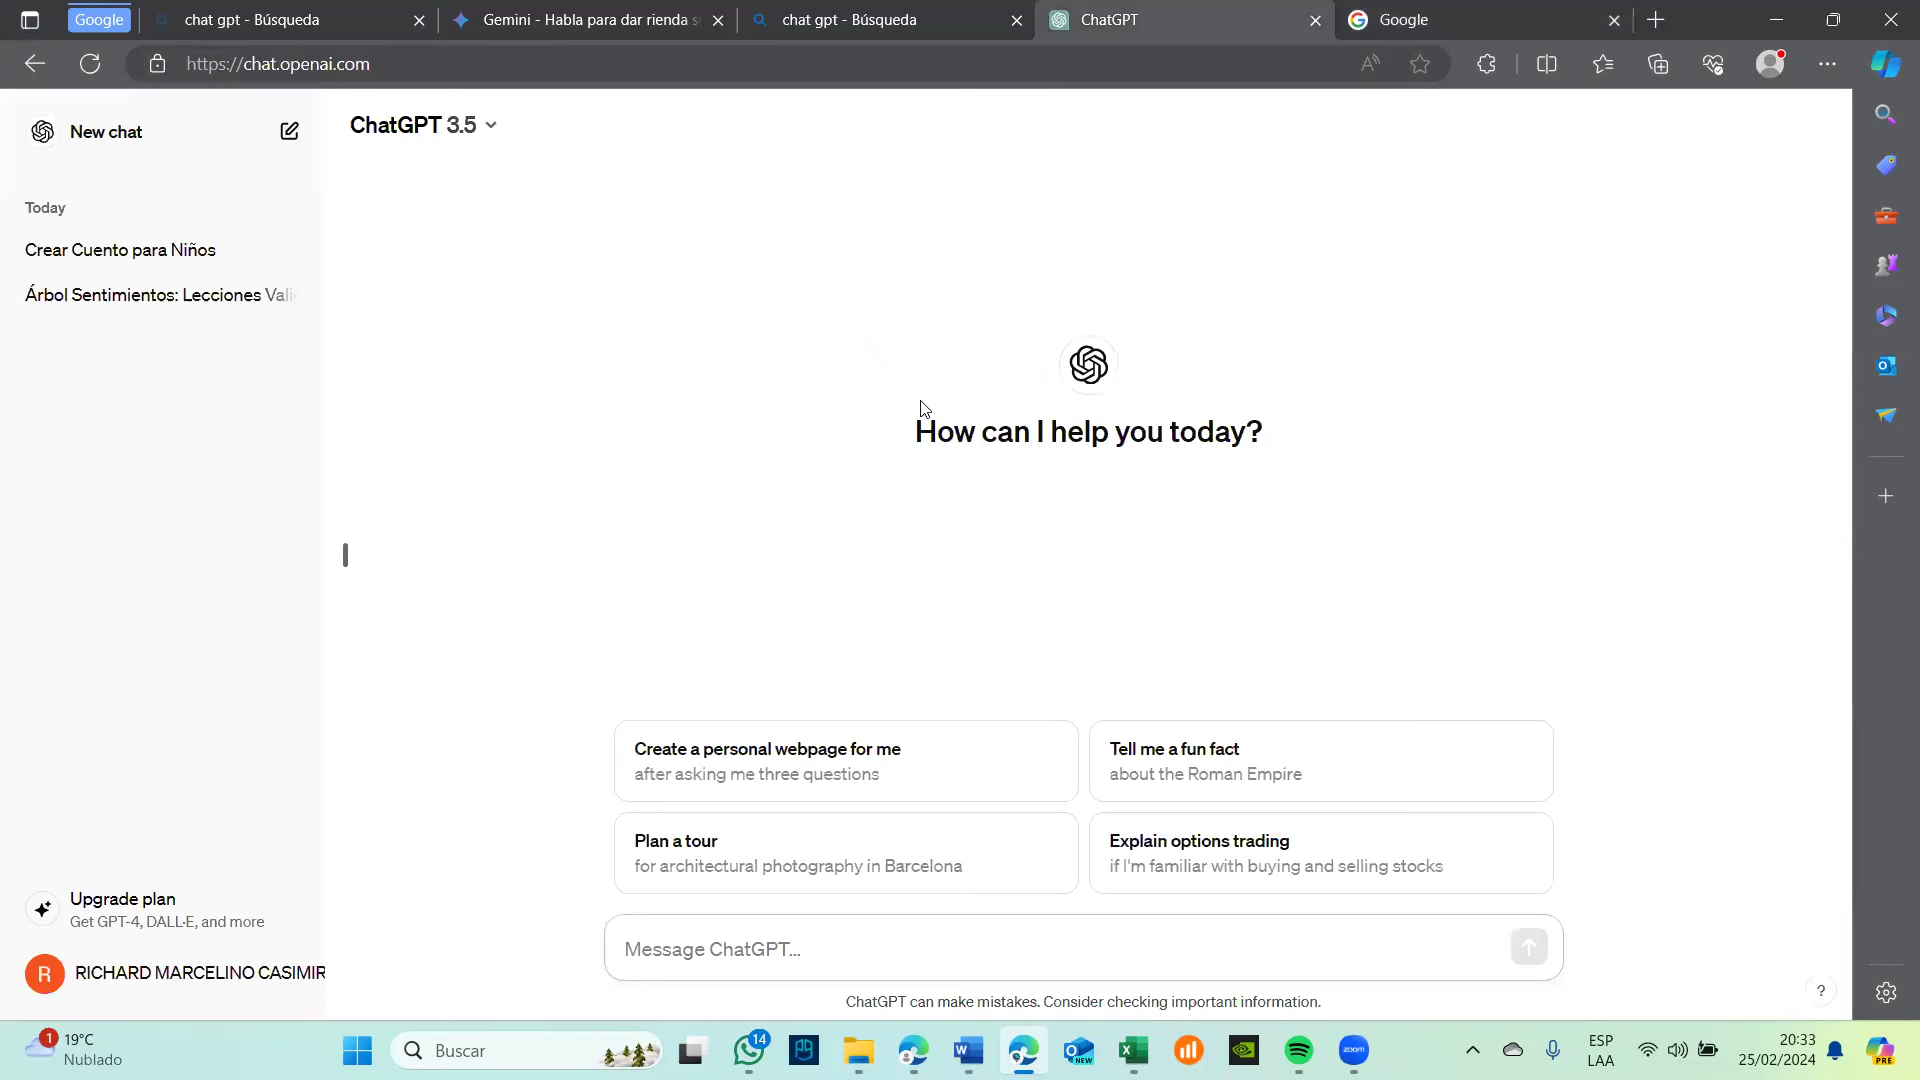 Google
chat gpt - Búsqueda
Gemini - Habla para dar rienda s
chat gpt - Búsqueda
ChatGPT
Google
https://chat.openai.com
New chat
ChatGPT 3.5
Today
Crear Cuento para Niños
Árbol Sentimientos: Lecciones Vali
How can I help you today?
Create a personal webpage for me
after asking me three questions
Tell me a fun fact
about the Roman Empire
Plan a tour
for architectural photography in Barcelona
Explain options trading
if I'm familiar with buying and selling stocks
Upgrade plan
Get GPT-4, DALL·E, and more
R
RICHARD MARCELINO CASIMIR
Message ChatGPT...
ChatGPT can make mistakes. Consider checking important information.
?
1
19°C
Nublado
Buscar
14
W
NEW
zoom
ESP
LAA
20:33
25/02/2024
PRE